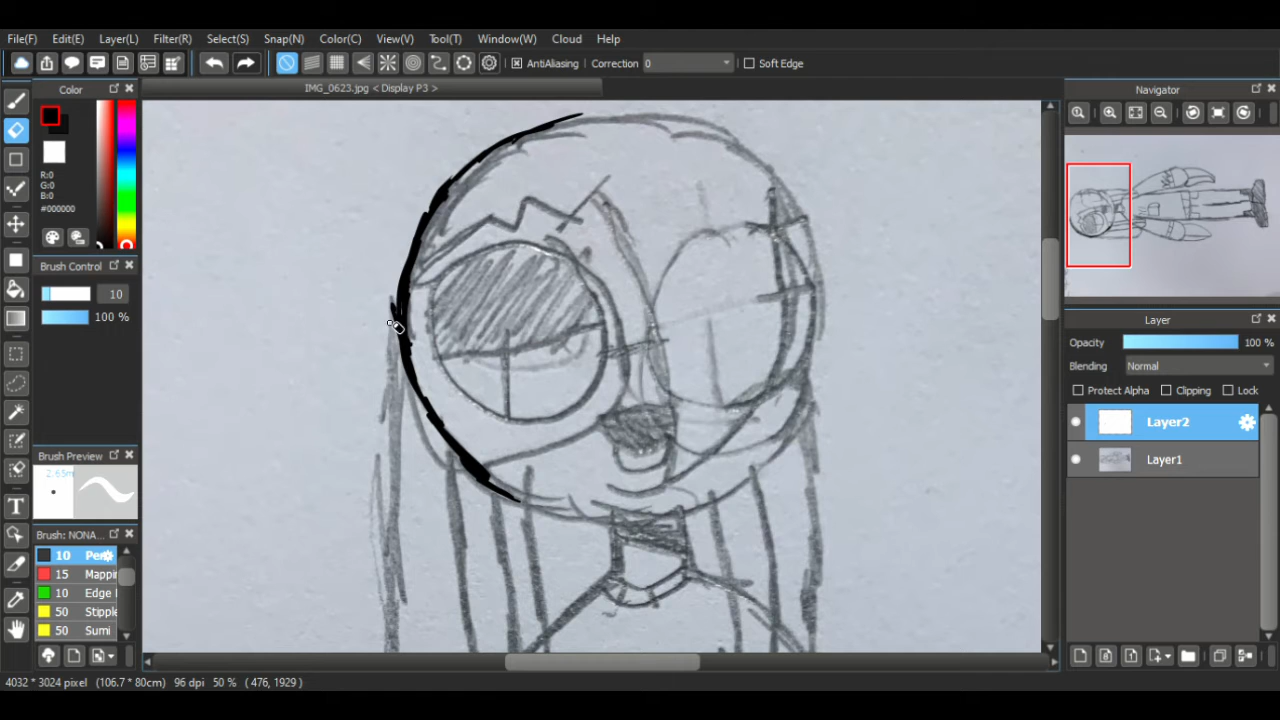 File(F) Edit(E) Layer(L) Filter(R) Select(S) Snap(N) Color(C) View(V) Tool(T) Window(W) Cloud Help
AntiAliasing Correction 0 Soft Edge
Color
IMG_0623.jpg < Display P3 >
Navigator
R:0
G:0
B:0
#000000
Brush Control
10
100 %
Layer
Opacity 100 %
Blending Normal
Protect Alpha Clipping Lock
Layer2
Layer1
Brush Preview
T
Brush: NONA...
10 Pen
15 Mappin
10 Edge
50 Stipple
50 Sumi
4032 * 3024 pixel (106.7 * 80cm) 96 dpi 50 % ( 476, 1929 )